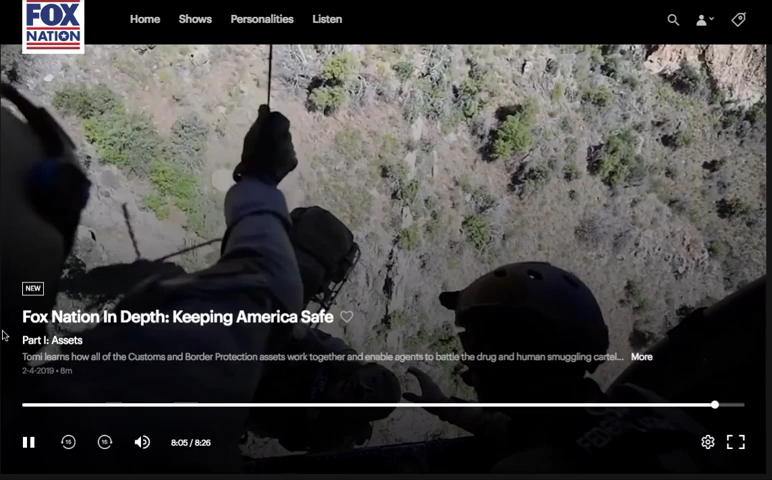 FOX
NATION
Home Shows Personalities Listen
NEW
Fox Nation In Depth: Keeping America Safe
Part I: Assets
Tomi learns how all of the Customs and Border Protection assets work together and enable agents to battle the drug and human smuggling cartel... More
2-4-2019 • 8m
15 15 8:05 / 8:26